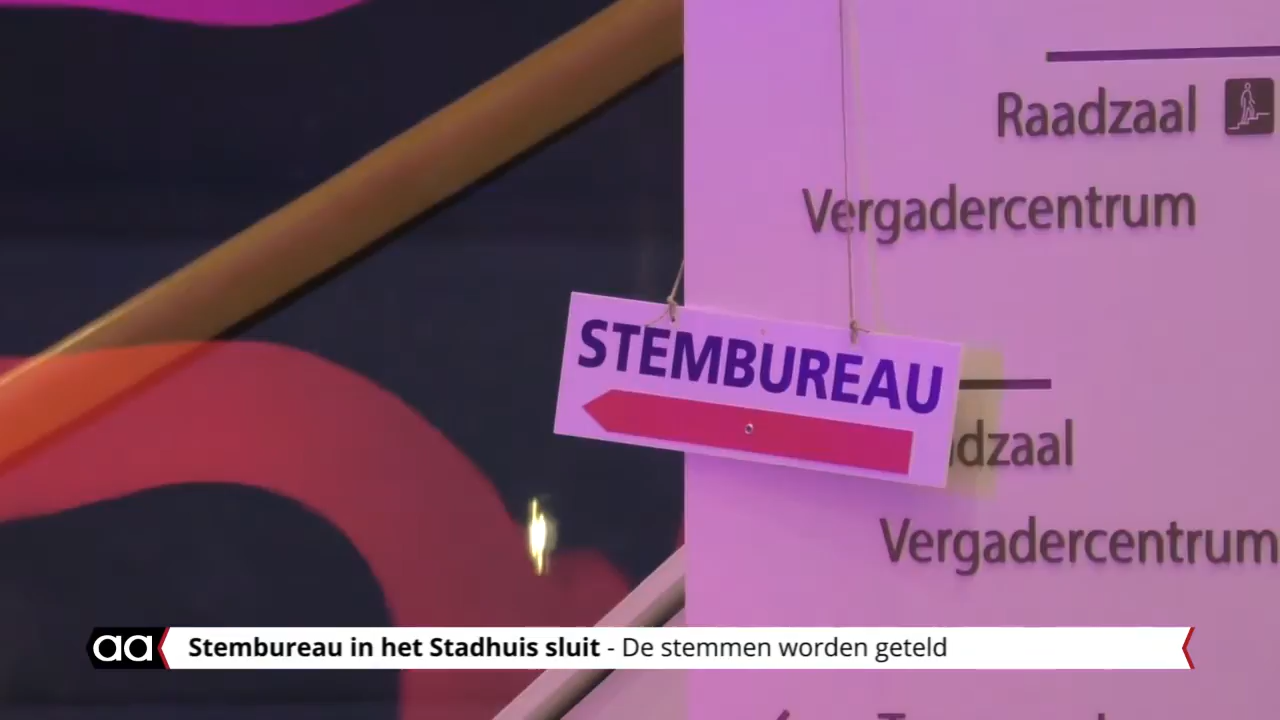 Raadzaal
Vergadercentrum
STEMBUREAU
dzaal
Vergadercentrum
aa Stembureau in het Stadhuis sluit - De stemmen worden geteld